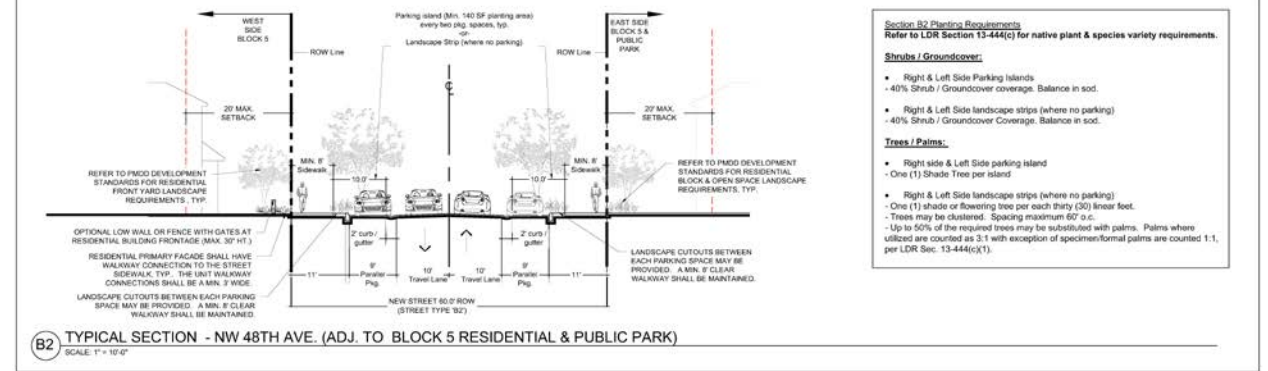 WEST
SIDE
BLOCK 5
Parking island (Min. 140 SF planting area)
every two pkg. spaces, typ.
-or-
Landscape Strip (where no parking)
EAST SIDE
BLOCK 5 &
PUBLIC
PARK
ROW Line
ROW Line
20' MAX.
SETBACK
20' MAX.
SETBACK
MIN. 8'
Sidewalk
MIN. 8'
Sidewalk
10.0'
10.0'
REFER TO PMDD DEVELOPMENT
STANDARDS FOR RESIDENTIAL
FRONT YARD LANDSCAPE
REQUIREMENTS , TYP.
REFER TO PMDD DEVELOPMENT
STANDARDS FOR RESIDENTIAL
BLOCK & OPEN SPACE LANDSCAPE
REQUIREMENTS, TYP.
OPTIONAL LOW WALL OR FENCE WITH GATES AT
RESIDENTIAL BUILDING FRONTAGE (MAX. 30" HT.)
RESIDENTIAL PRIMARY FACADE SHALL HAVE
WALKWAY CONNECTION TO THE STREET
SIDEWALK, TYP. THE UNIT WALKWAY
CONNECTIONS SHALL BE A MIN. 3' WIDE.
LANDSCAPE CUTOUTS BETWEEN EACH PARKING
SPACE MAY BE PROVIDED. A MIN. 8' CLEAR
WALKWAY SHALL BE MAINTAINED.
2' curb /
gutter
2' curb /
gutter
LANDSCAPE CUTOUTS BETWEEN
EACH PARKING SPACE MAY BE
PROVIDED. A MIN. 8' CLEAR
WALKWAY SHALL BE MAINTAINED.
11'
9'
Parallel
Pkg.
10'
Travel Lane
10'
Travel Lane
9'
Parallel
Pkg.
11'
NEW STREET 60.0' ROW
(STREET TYPE 'B2')
B2 TYPICAL SECTION - NW 48TH AVE. (ADJ. TO BLOCK 5 RESIDENTIAL & PUBLIC PARK)
SCALE: 1" = 10'-0"
Section B2 Planting Requirements
Refer to LDR Section 13-444(c) for native plant & species variety requirements.
Shrubs / Groundcover:
• Right & Left Side Parking Islands
- 40% Shrub / Groundcover coverage. Balance in sod.
• Right & Left Side landscape strips (where no parking)
- 40% Shrub / Groundcover Coverage. Balance in sod.
Trees / Palms:
• Right side & Left Side parking island
- One (1) Shade Tree per island
• Right & Left Side landscape strips (where no parking)
- One (1) shade or flowering tree per each thirty (30) linear feet.
- Trees may be clustered. Spacing maximum 60' o.c.
- Up to 50% of the required trees may be substituted with palms. Palms where
utilized are counted as 3:1 with exception of specimen/formal palms are counted 1:1,
per LDR Sec. 13-444(c)(1).